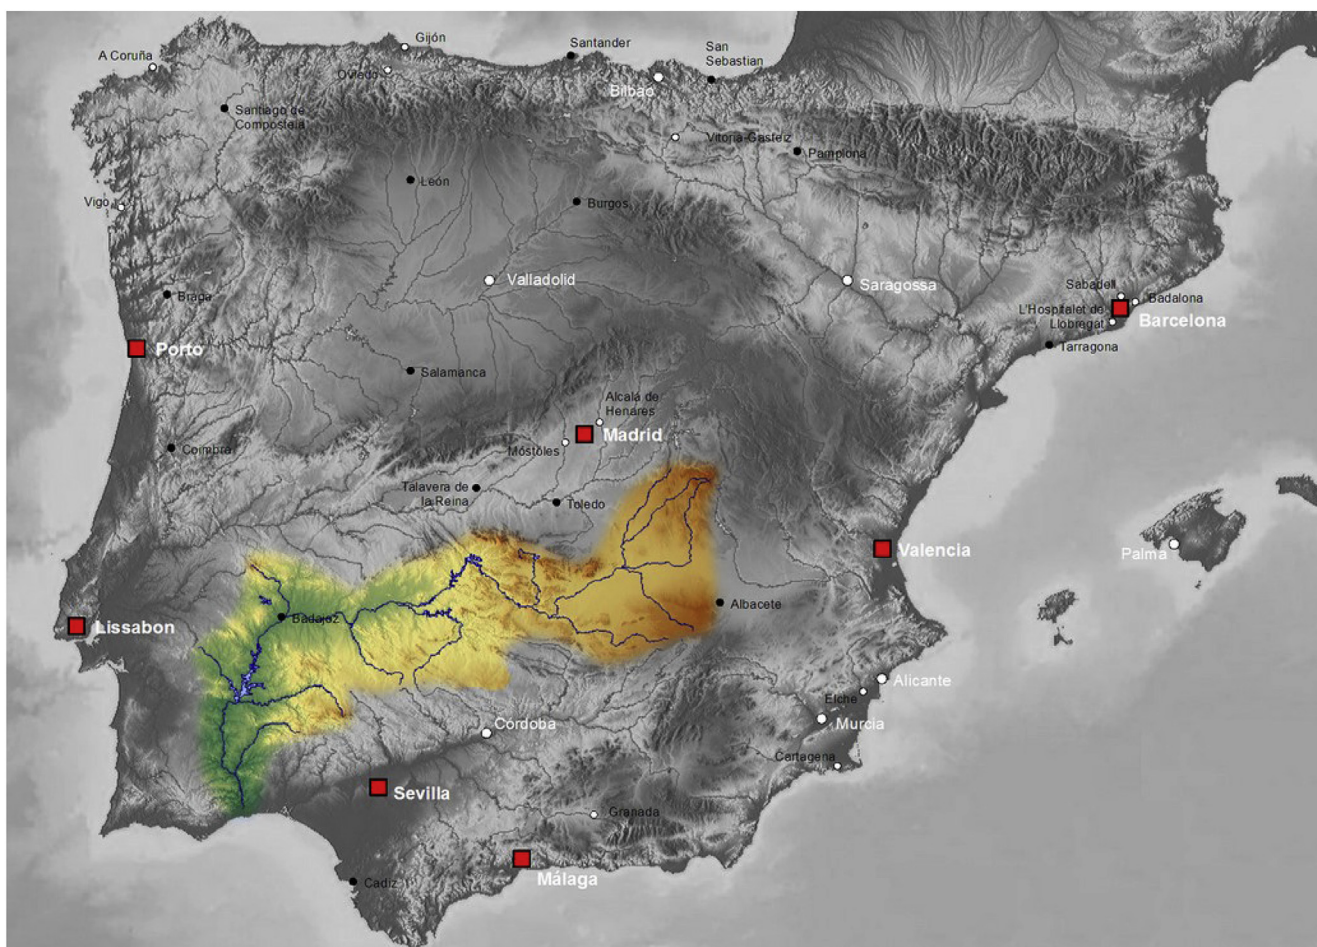 Gijón
A Coruña
Santander
San
Sebastian
Oviedo
Bilbao
Santiago de
Compostela
Vitoria-Gasteiz
Pamplona
León
Vigo
Burgos
Valladolid
Saragossa
Sabadell
Braga
Badalona
L'Hospitalet de
Llobregat
Barcelona
Porto
Tarragona
Salamanca
Alcalá de
Henares
Madrid
Coimbra
Móstoles
Talavera de
la Reina
Toledo
Valencia
Palma
Albacete
Badajoz
Lissabon
Alicante
Elche
Córdoba
Murcia
Cartagena
Sevilla
Granada
Málaga
Cadiz